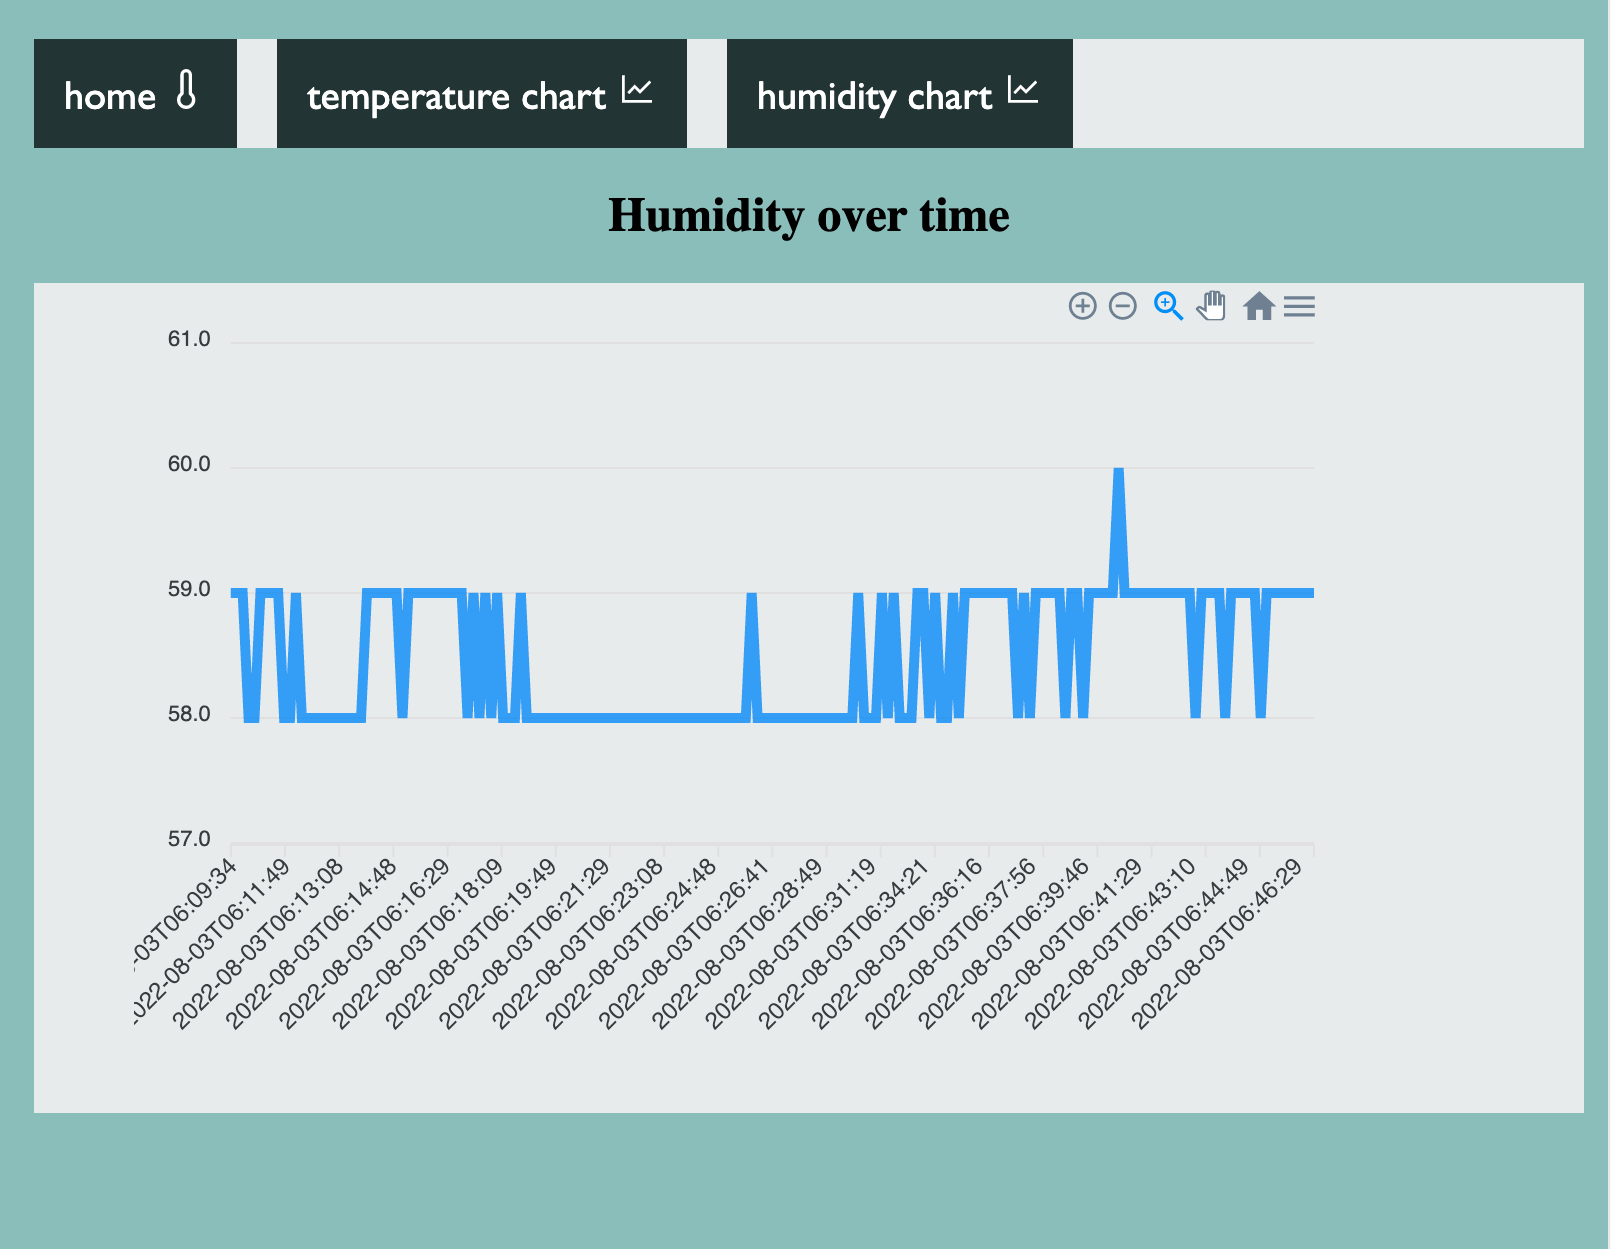 home
temperature chart
humidity chart
Humidity over time
61.0
60.0
59.0
58.0
57.0
-03T06:09:34
022-08-03T06:11:49
2022-08-03T06:13:08
2022-08-03T06:14:48
2022-08-03T06:16:29
2022-08-03T06:18:09
2022-08-03T06:19:49
2022-08-03T06:21:29
2022-08-03T06:23:08
2022-08-03T06:24:48
2022-08-03T06:26:41
2022-08-03T06:28:49
2022-08-03T06:31:19
2022-08-03T06:34:21
2022-08-03T06:36:16
2022-08-03T06:37:56
2022-08-03T06:39:46
2022-08-03T06:41:29
2022-08-03T06:43:10
2022-08-03T06:44:49
2022-08-03T06:46:29